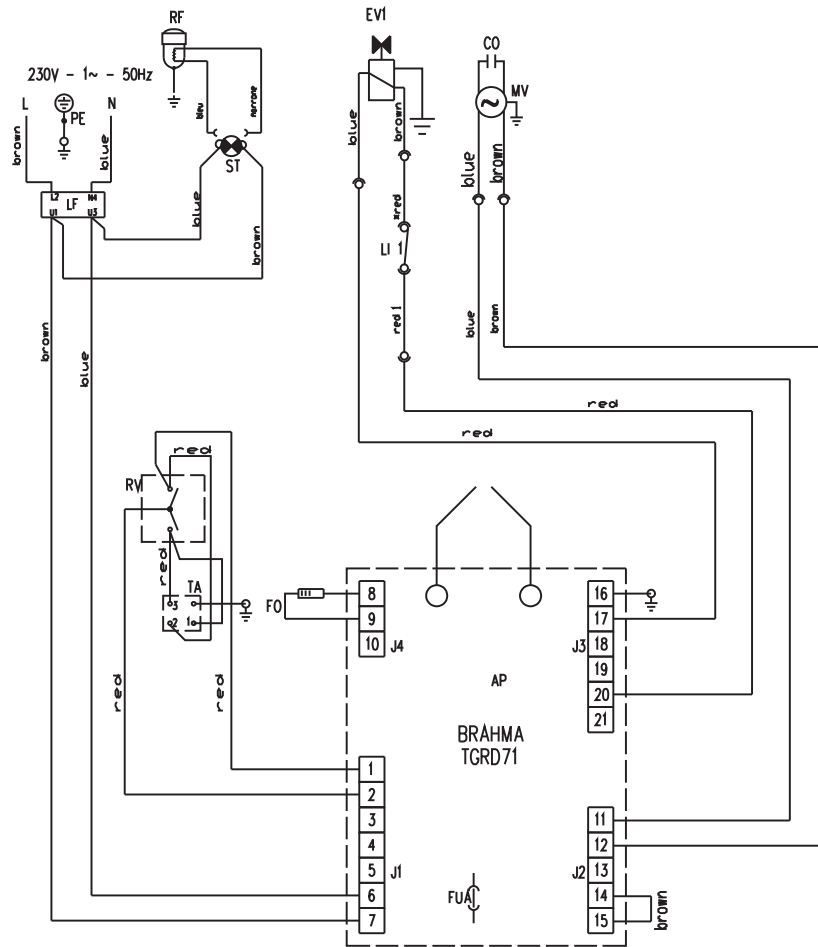 RF
EV1
CO
230V - 1~ - 50Hz
L
PE
N
MV
brown
blue
bleu
marrone
ST
blue
brown
blue
brown
L2
N4
LF
U1
U3
blue
brown
*red
LI 1
red 1
blue
brown
brown
blue
red
red
red
RV
red
TA
3
2
1
FO
red
red
8
9
10
J4
16
17
18
19
20
21
J3
AP
BRAHMA
TGRD71
1
2
3
4
5
6
7
J1
FUA
11
12
13
14
15
J2
brown